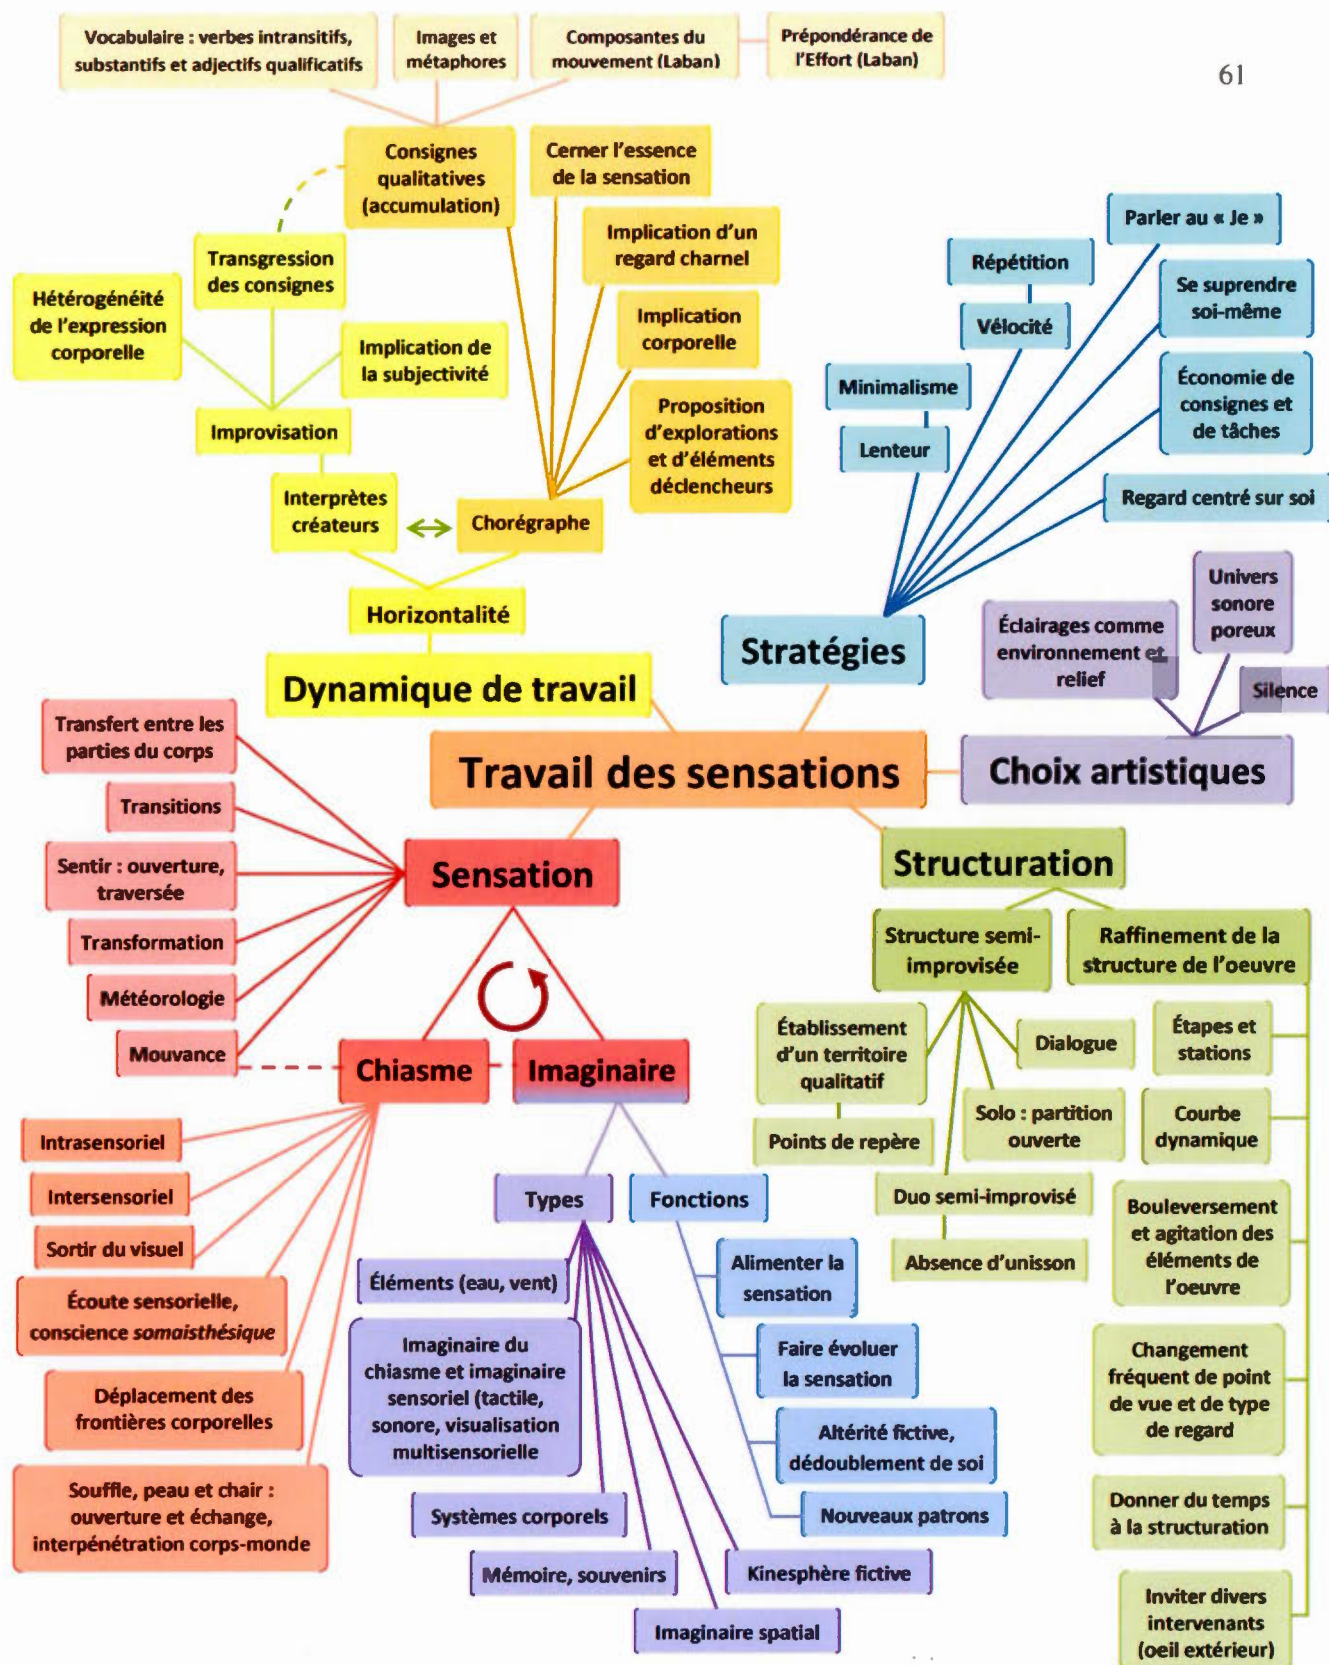 61
Vocabulaire : verbes intransitifs,
substantifs et adjectifs qualificatifs
Images et
métaphores
Composantes du
mouvement (Laban)
Prépondérance de
l'Effort (Laban)
Consignes
qualitatives
(accumulation)
Cerner l'essence
de la sensation
Implication d'un
regard charnel
Implication
corporelle
Proposition
d'explorations
et d'éléments
déclencheurs
Transgression
des consignes
Hétérogénéité
de l'expression
corporelle
Implication de
la subjectivité
Improvisation
Interprètes
créateurs
Chorégraphe
Horizontalité
Dynamique de travail
Parler au « Je »
Répétition
Vélocité
Se suprendre
soi-même
Minimalisme
Lenteur
Économie de
consignes et
de tâches
Regard centré sur soi
Stratégies
Univers
sonore
poreux
Éclairages comme
environnement et
relief
Silence
Travail des sensations
Choix artistiques
Transfert entre les
parties du corps
Transitions
Sentir : ouverture,
traversée
Transformation
Météorologie
Mouvance
Sensation
Chiasme
Imaginaire
Intrasensoriel
Intersensoriel
Sortir du visuel
Écoute sensorielle,
conscience somaisthésique
Déplacement des
frontières corporelles
Souffle, peau et chair :
ouverture et échange,
interpénétration corps-monde
Types
Fonctions
Éléments (eau, vent)
Imaginaire du
chiasme et imaginaire
sensoriel (tactile,
sonore, visualisation
multisensorielle
Systèmes corporels
Mémoire, souvenirs
Imaginaire spatial
Kinesphère fictive
Alimenter la
sensation
Faire évoluer
la sensation
Altérité fictive,
dédoublement de soi
Nouveaux patrons
Structuration
Structure semi-
improvisée
Raffinement de la
structure de l'oeuvre
Établissement
d'un territoire
qualitatif
Points de repère
Dialogue
Solo : partition
ouverte
Duo semi-improvisé
Absence d'unisson
Étapes et
stations
Courbe
dynamique
Bouleversement
et agitation des
éléments de
l'oeuvre
Changement
fréquent de point
de vue et de type
de regard
Donner du temps
à la structuration
Inviter divers
intervenants
(oeil extérieur)